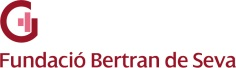 Fundació Bertran de Seva